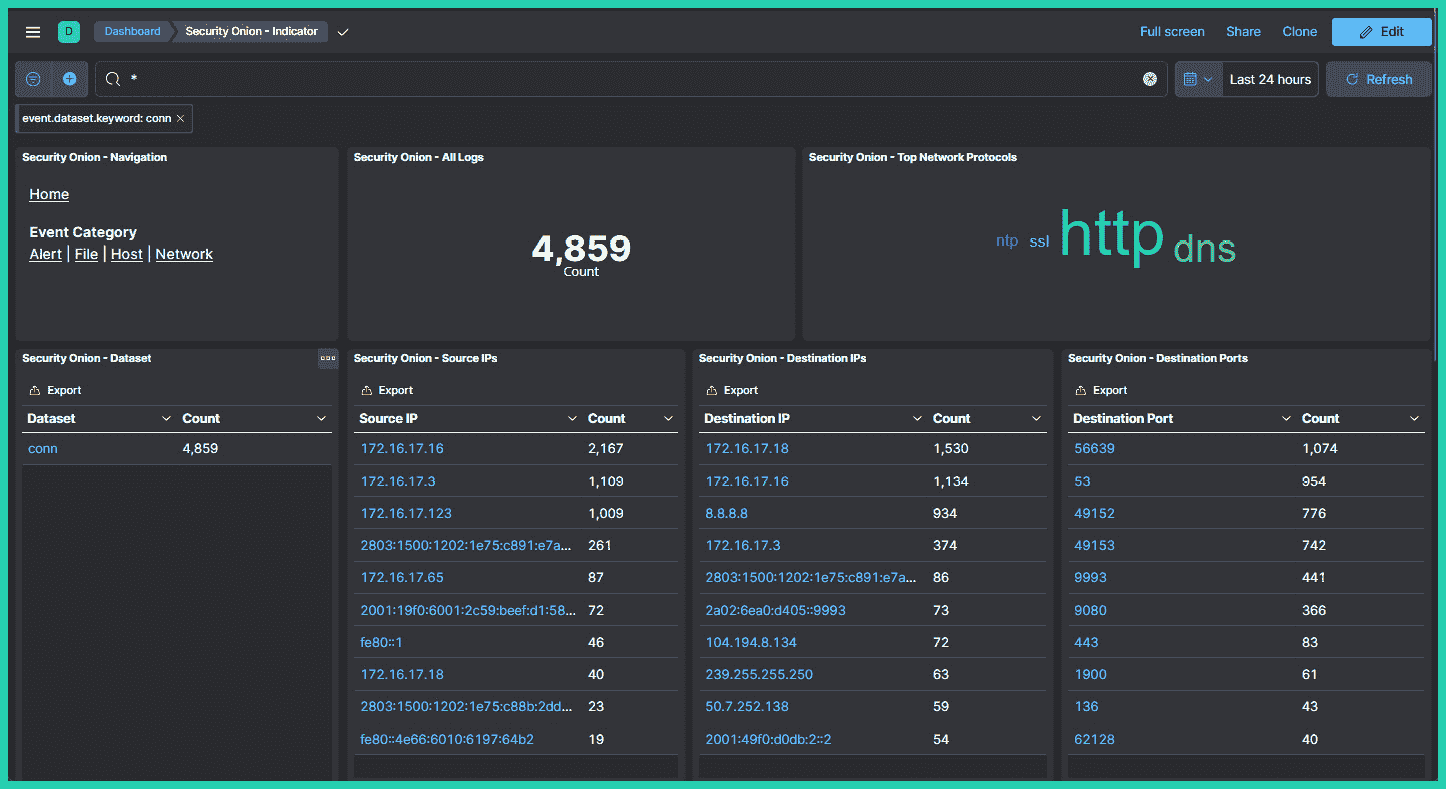 D Dashboard Security Onion - Indicator Full screen Share Clone Edit
* Last 24 hours Refresh
event.dataset.keyword: conn
Security Onion - Navigation
Home
Event Category
Alert | File | Host | Network
Security Onion - All Logs
4,859
Count
Security Onion - Top Network Protocols
ntp ssl http dns
Security Onion - Dataset
Export
Dataset Count
conn 4,859
Security Onion - Source IPs
Export
Source IP Count
172.16.17.16 2,167
172.16.17.3 1,109
172.16.17.123 1,009
2803:1500:1202:1e75:c891:e7a... 261
172.16.17.65 87
2001:19f0:6001:2c59:beef:d1:58... 72
fe80::1 46
172.16.17.18 40
2803:1500:1202:1e75:c88b:2dd... 23
fe80::4e66:6010:6197:64b2 19
Security Onion - Destination IPs
Export
Destination IP Count
172.16.17.18 1,530
172.16.17.16 1,134
8.8.8.8 934
172.16.17.3 374
2803:1500:1202:1e75:c891:e7a... 86
2a02:6ea0:d405::9993 73
104.194.8.134 72
239.255.255.250 63
50.7.252.138 59
2001:49f0:d0db:2::2 54
Security Onion - Destination Ports
Export
Destination Port Count
56639 1,074
53 954
49152 776
49153 742
9993 441
9080 366
443 83
1900 61
136 43
62128 40